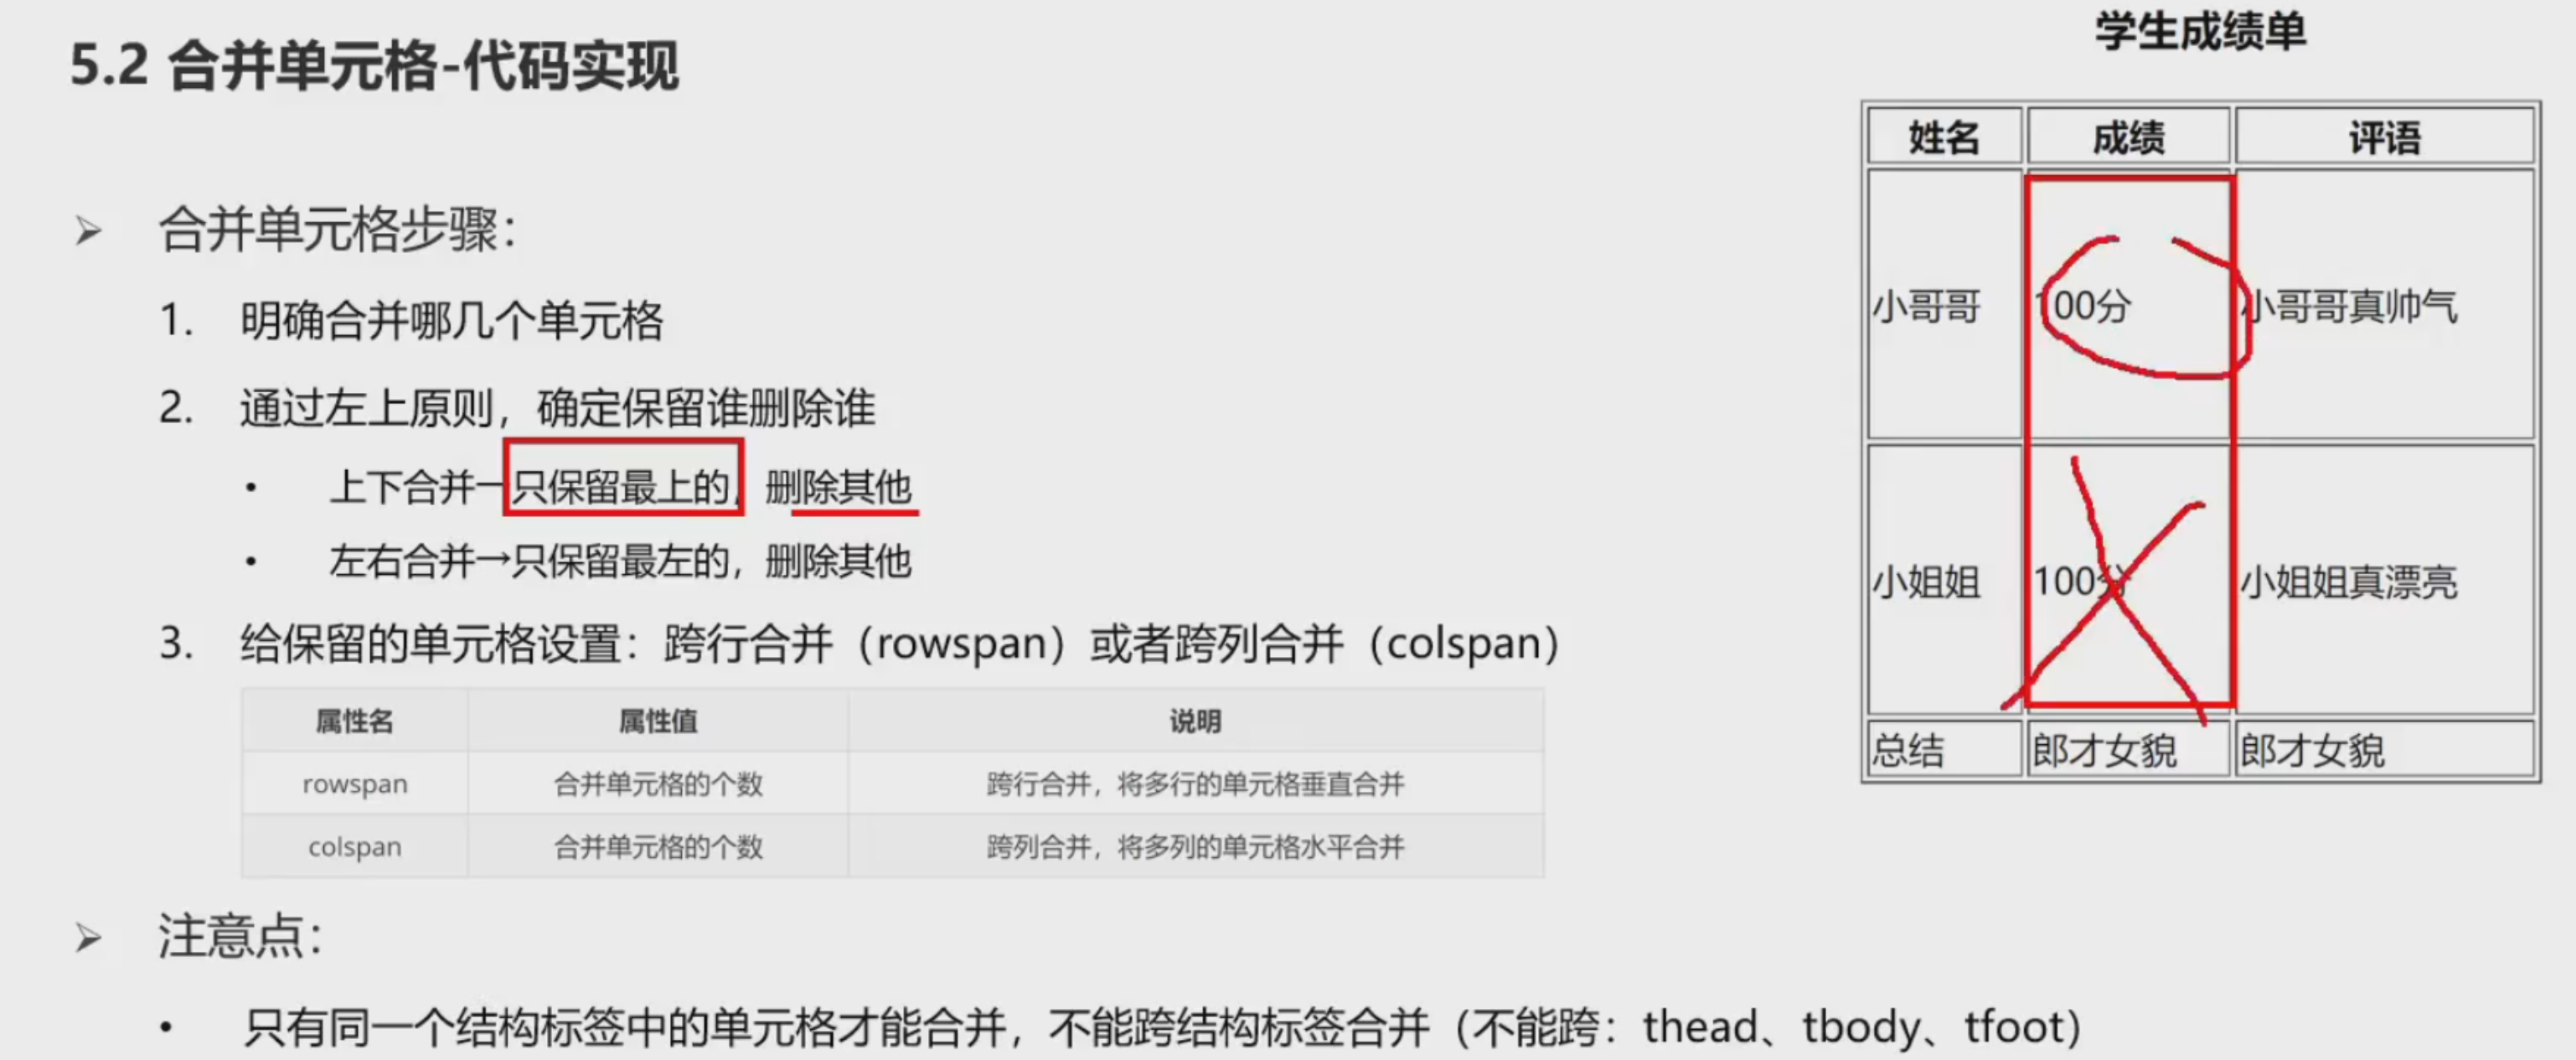 5.2 合并单元格-代码实现
合并单元格步骤：
1. 明确合并哪几个单元格
2. 通过左上原则，确定保留谁删除谁
• 上下合并→只保留最上的，删除其他
• 左右合并→只保留最左的，删除其他
3. 给保留的单元格设置：跨行合并（rowspan）或者跨列合并（colspan）
属性名 属性值 说明
rowspan 合并单元格的个数 跨行合并，将多行的单元格垂直合并
colspan 合并单元格的个数 跨列合并，将多列的单元格水平合并
注意点：
• 只有同一个结构标签中的单元格才能合并，不能跨结构标签合并（不能跨：thead、tbody、tfoot）
学生成绩单
姓名 成绩 评语
小哥哥 100分 小哥哥真帅气
小姐姐 100分 小姐姐真漂亮
总结 郎才女貌 郎才女貌